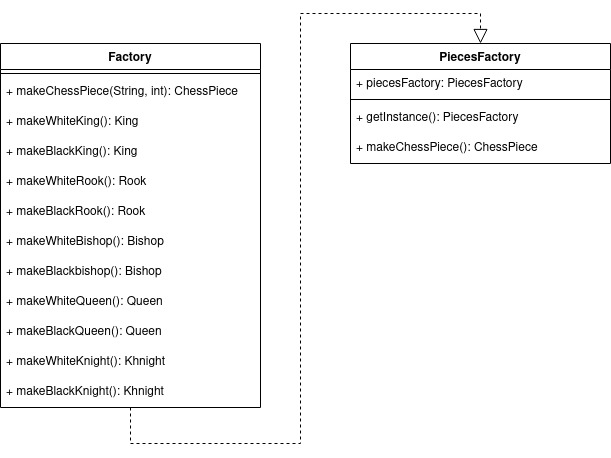 Factory
+ makeChessPiece(String, int): ChessPiece
+ makeWhiteKing(): King
+ makeBlackKing(): King
+ makeWhiteRook(): Rook
+ makeBlackRook(): Rook
+ makeWhiteBishop(): Bishop
+ makeBlackbishop(): Bishop
+ makeWhiteQueen(): Queen
+ makeBlackQueen(): Queen
+ makeWhiteKnight(): Khnight
+ makeBlackKnight(): Khnight
PiecesFactory
+ piecesFactory: PiecesFactory
+ getInstance(): PiecesFactory
+ makeChessPiece(): ChessPiece